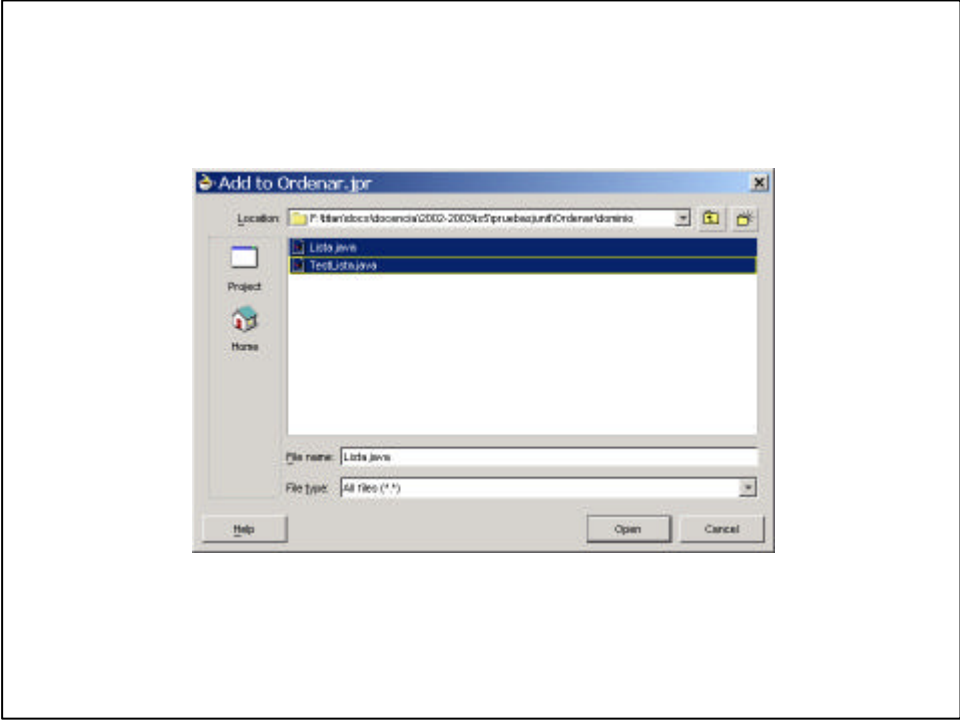 Add to Ordenar.jpr
Location:
Lista.java
TestLista.java
Project
Home
File name: Lista.java
File type: All files (*.*)
Help Open Cancel